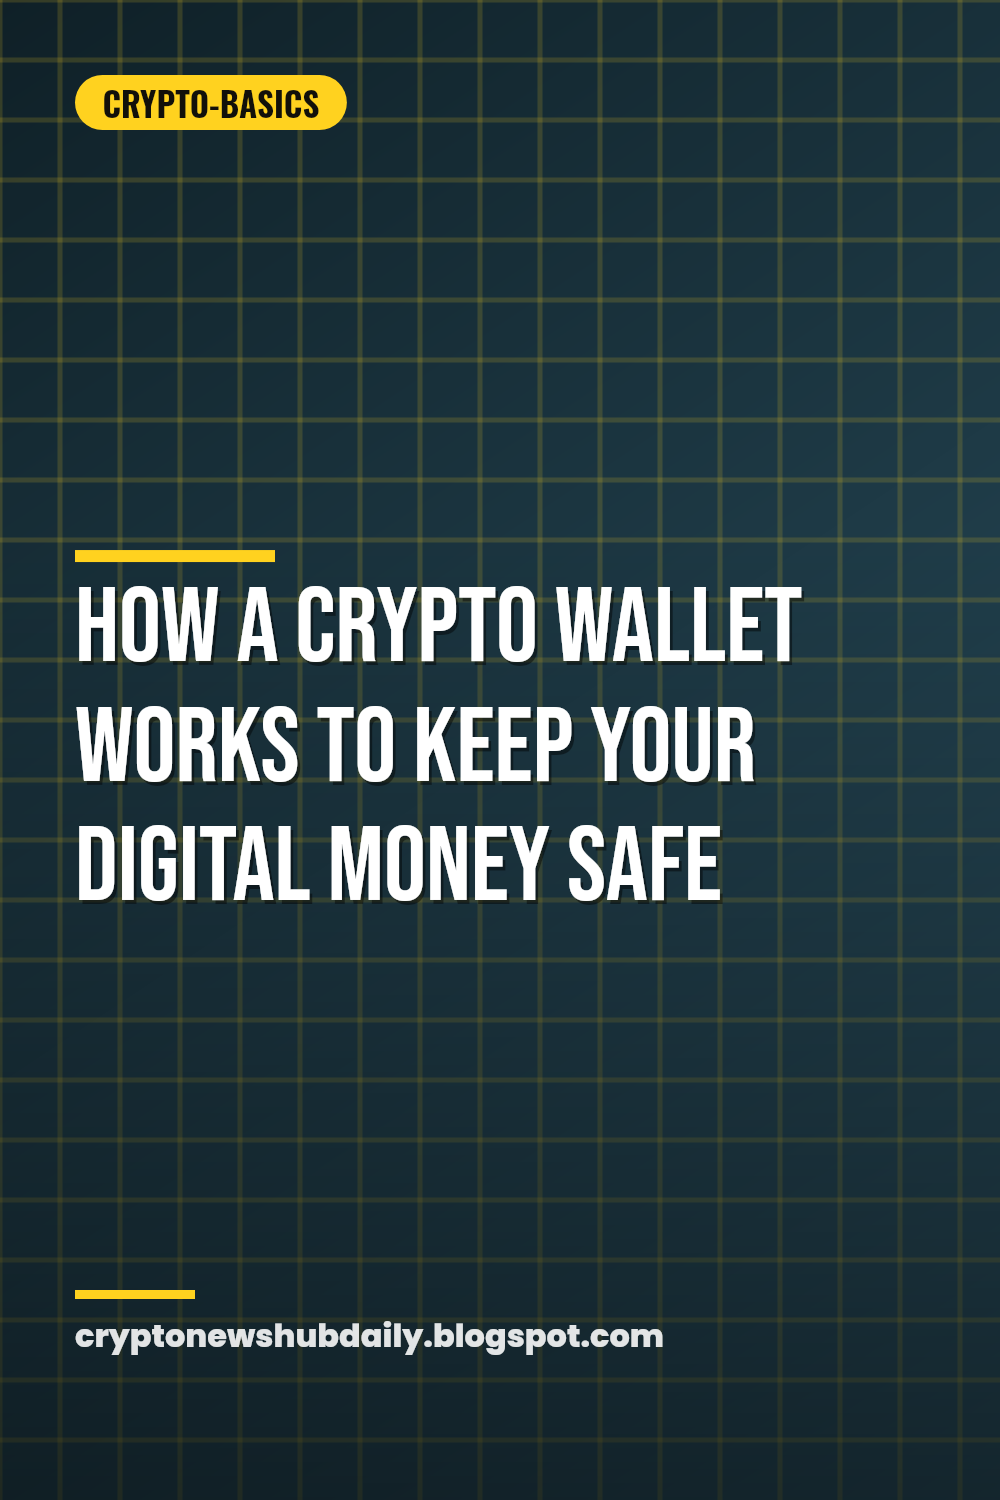 CRYPTO-BASICS
HOW A CRYPTO WALLET
WORKS TO KEEP YOUR
DIGITAL MONEY SAFE
cryptonewshubdaily.blogspot.com